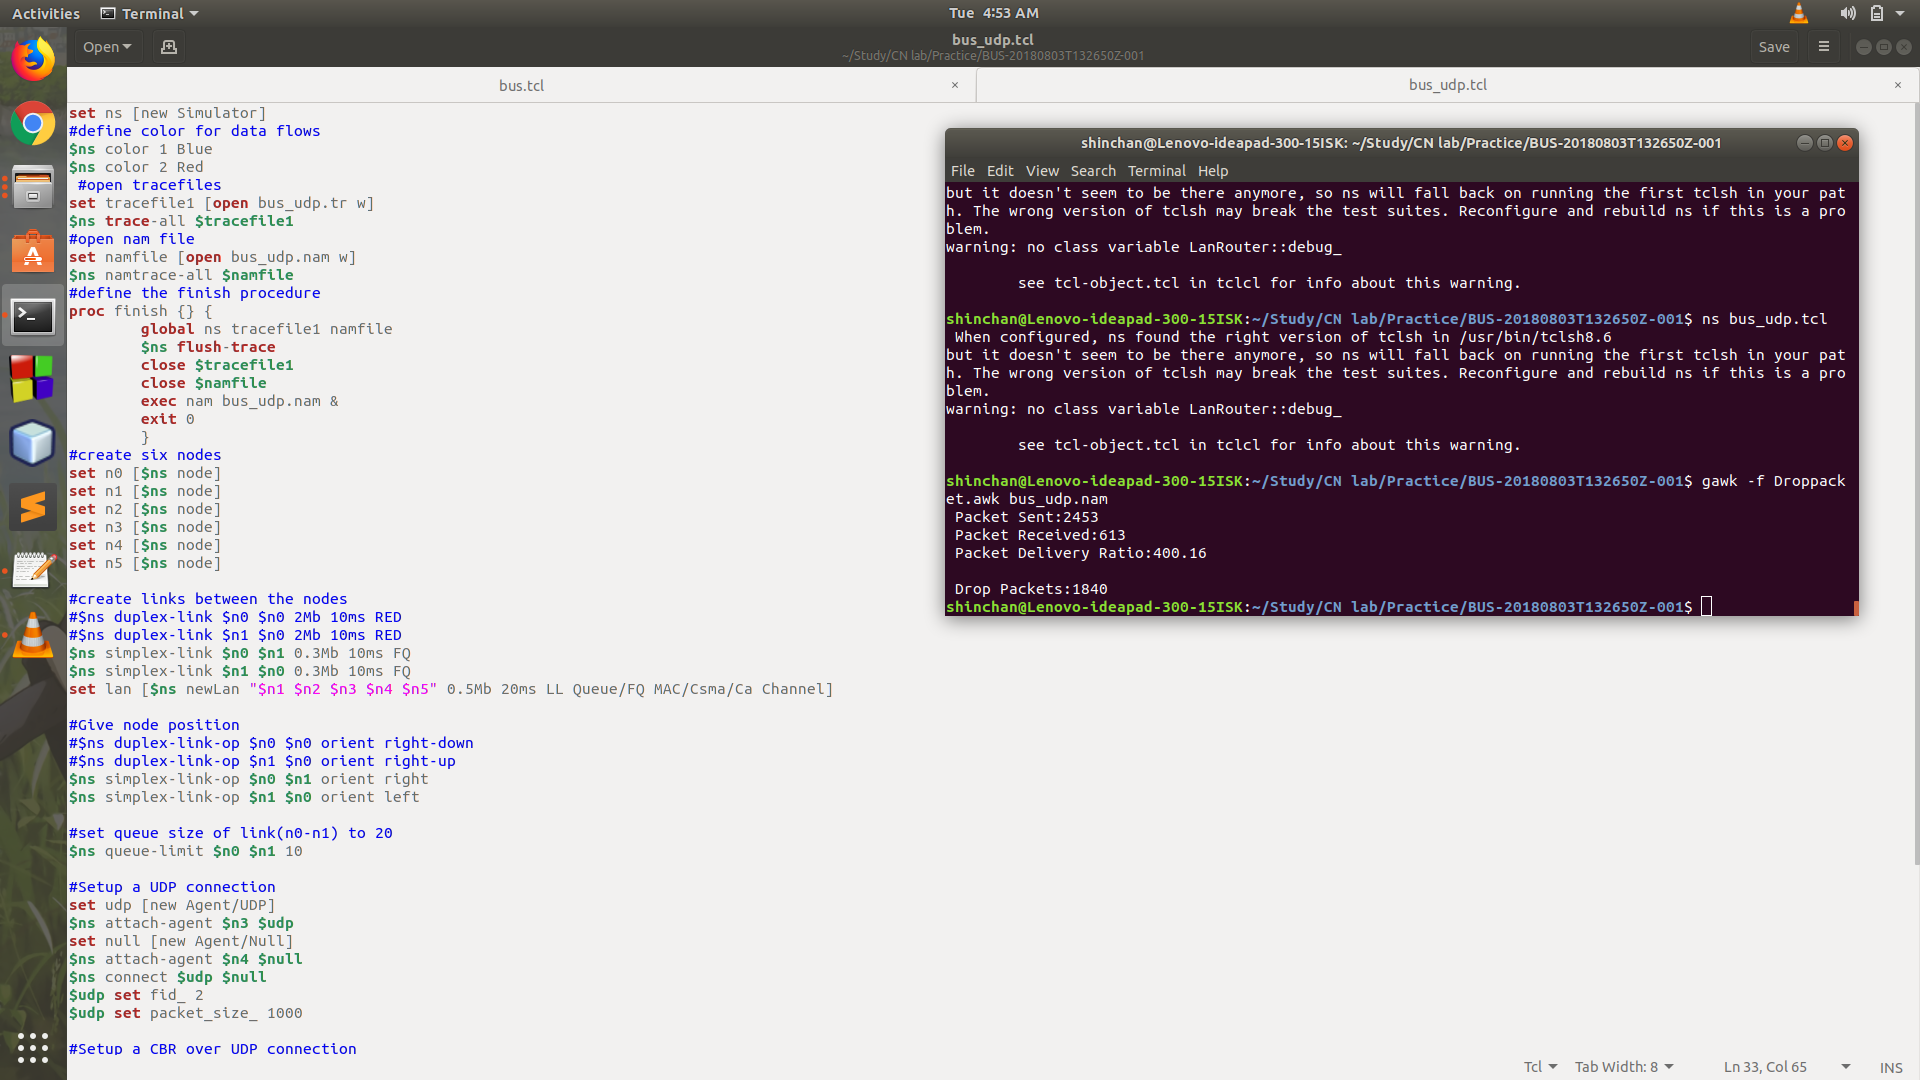 Activities
Terminal
Tue 4:53 AM
Open
bus_udp.tcl
~/Study/CN lab/Practice/BUS-20180803T132650Z-001
Save
bus.tcl
bus_udp.tcl
set ns [new Simulator]
#define color for data flows
$ns color 1 Blue
$ns color 2 Red
#open tracefiles
set tracefile1 [open bus_udp.tr w]
$ns trace-all $tracefile1
#open nam file
set namfile [open bus_udp.nam w]
$ns namtrace-all $namfile
#define the finish procedure
proc finish {} {
global ns tracefile1 namfile
$ns flush-trace
close $tracefile1
close $namfile
exec nam bus_udp.nam &
exit 0
}
#create six nodes
set n0 [$ns node]
set n1 [$ns node]
set n2 [$ns node]
set n3 [$ns node]
set n4 [$ns node]
set n5 [$ns node]
#create links between the nodes
#$ns duplex-link $n0 $n0 2Mb 10ms RED
#$ns duplex-link $n1 $n0 2Mb 10ms RED
$ns simplex-link $n0 $n1 0.3Mb 10ms FQ
$ns simplex-link $n1 $n0 0.3Mb 10ms FQ
set lan [$ns newLan "$n1 $n2 $n3 $n4 $n5" 0.5Mb 20ms LL Queue/FQ MAC/Csma/Ca Channel]
#Give node position
#$ns duplex-link-op $n0 $n0 orient right-down
#$ns duplex-link-op $n1 $n0 orient right-up
$ns simplex-link-op $n0 $n1 orient right
$ns simplex-link-op $n1 $n0 orient left
#set queue size of link(n0-n1) to 20
$ns queue-limit $n0 $n1 10
#Setup a UDP connection
set udp [new Agent/UDP]
$ns attach-agent $n3 $udp
set null [new Agent/Null]
$ns attach-agent $n4 $null
$ns connect $udp $null
$udp set fid_ 2
$udp set packet_size_ 1000
#Setup a CBR over UDP connection
shinchan@Lenovo-ideapad-300-15ISK: ~/Study/CN lab/Practice/BUS-20180803T132650Z-001
File Edit View Search Terminal Help
but it doesn't seem to be there anymore, so ns will fall back on running the first tclsh in your pat
h. The wrong version of tclsh may break the test suites. Reconfigure and rebuild ns if this is a pro
blem.
warning: no class variable LanRouter::debug_
see tcl-object.tcl in tclcl for info about this warning.
shinchan@Lenovo-ideapad-300-15ISK:~/Study/CN lab/Practice/BUS-20180803T132650Z-001$ ns bus_udp.tcl
When configured, ns found the right version of tclsh in /usr/bin/tclsh8.6
but it doesn't seem to be there anymore, so ns will fall back on running the first tclsh in your pat
h. The wrong version of tclsh may break the test suites. Reconfigure and rebuild ns if this is a pro
blem.
warning: no class variable LanRouter::debug_
see tcl-object.tcl in tclcl for info about this warning.
shinchan@Lenovo-ideapad-300-15ISK:~/Study/CN lab/Practice/BUS-20180803T132650Z-001$ gawk -f Droppack
et.awk bus_udp.nam
Packet Sent:2453
Packet Received:613
Packet Delivery Ratio:400.16
Drop Packets:1840
shinchan@Lenovo-ideapad-300-15ISK:~/Study/CN lab/Practice/BUS-20180803T132650Z-001$
Tcl
Tab Width: 8
Ln 33, Col 65
INS